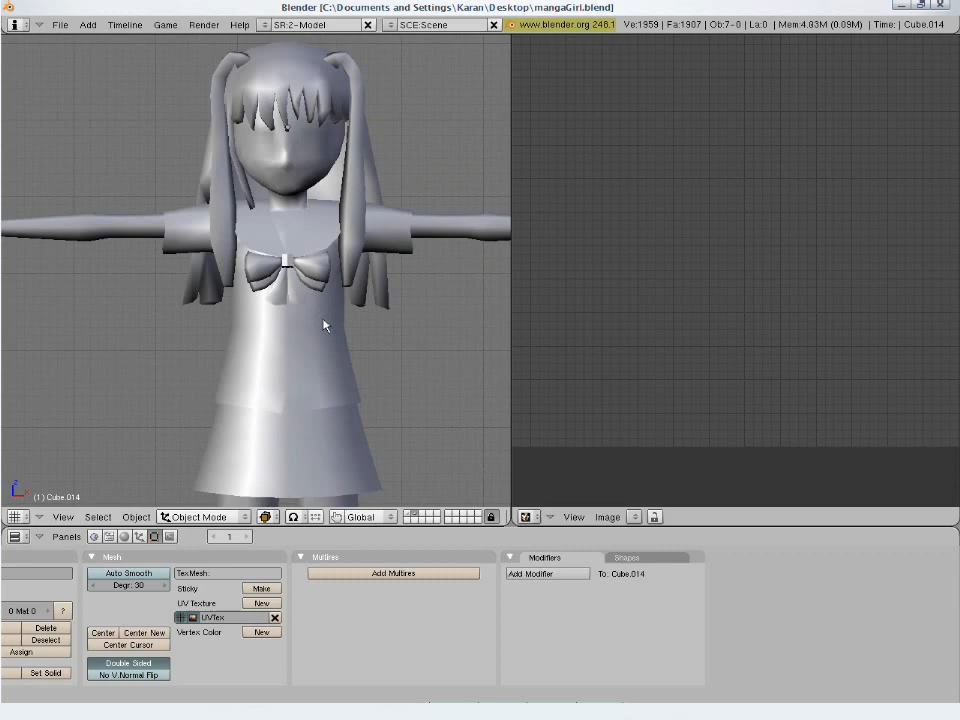 Blender [C:\Documents and Settings\Karan\Desktop\mangaGirl.blend]
File Add Timeline Game Render Help SR:2-Model SCE:Scene www.blender.org 248.1 Ve:1959 | Fa:1907 | Ob:7-0 | La:0 | Mem:4.83M (0.09M) | Time: | Cube.014
(1) Cube.014
View Select Object Object Mode Global View Image
Panels 1
Mesh Multires Modifiers Shapes
Auto Smooth TexMesh: Add Multires Add Modifier To: Cube.014
Degr: 30
Sticky Make
UV Texture New
0 Mat 0 ? UVTex
Delete Center Center New Vertex Color New
Deselect Center Cursor
Assign
Double Sided
Set Solid No V.Normal Flip